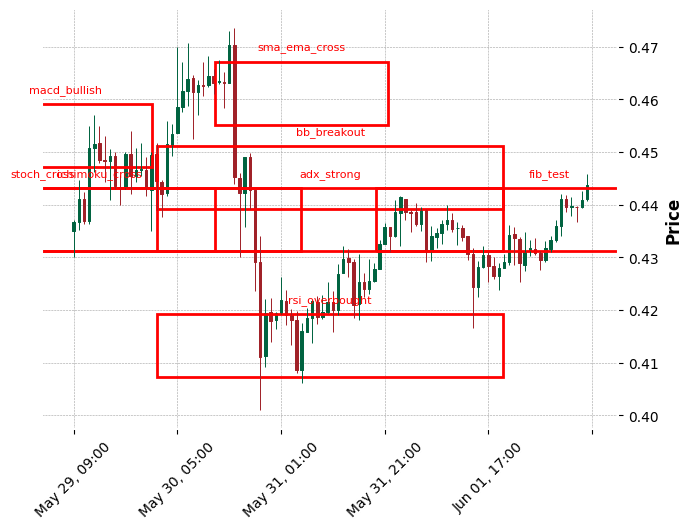 sma_ema_cross
0.47
macd_bullish
0.46
bb_breakout
0.45
stoch_cross
ichimoku_cross
adx_strong
fib_test
0.44
Price
0.43
rsi_overbought
0.42
0.41
0.40
May 29, 09:00
May 30, 05:00
May 31, 01:00
May 31, 21:00
Jun 01, 17:00